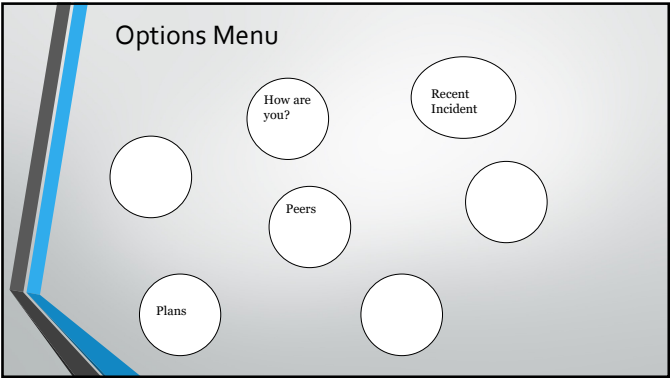 Options Menu
How are
you?
Recent
Incident
Peers
Plans